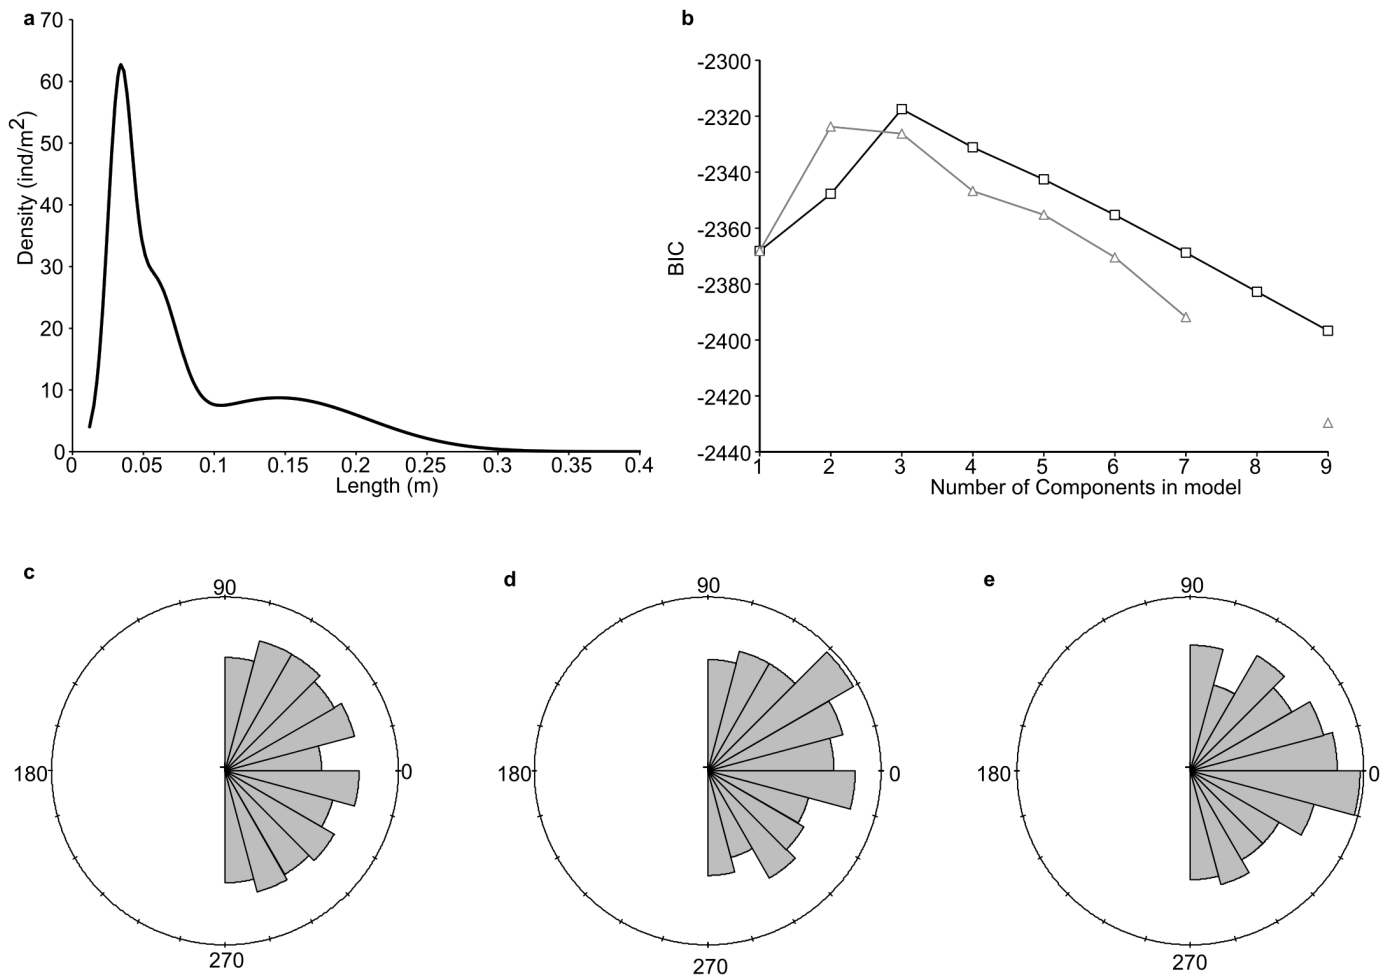 a
70
60
50
40
30
20
10
0
Density (ind/m2)
0 0.05 0.1 0.15 0.2 0.25 0.3 0.35 0.4
Length (m)
b
-2300
-2320
-2340
-2360
-2380
-2400
-2420
-2440
BIC
1 2 3 4 5 6 7 8 9
Number of Components in model
c
90
180 0
270
d
90
180 0
270
e
90
180 0
270